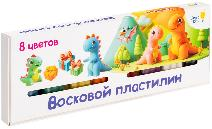 8 цветов
Восковой пластилин